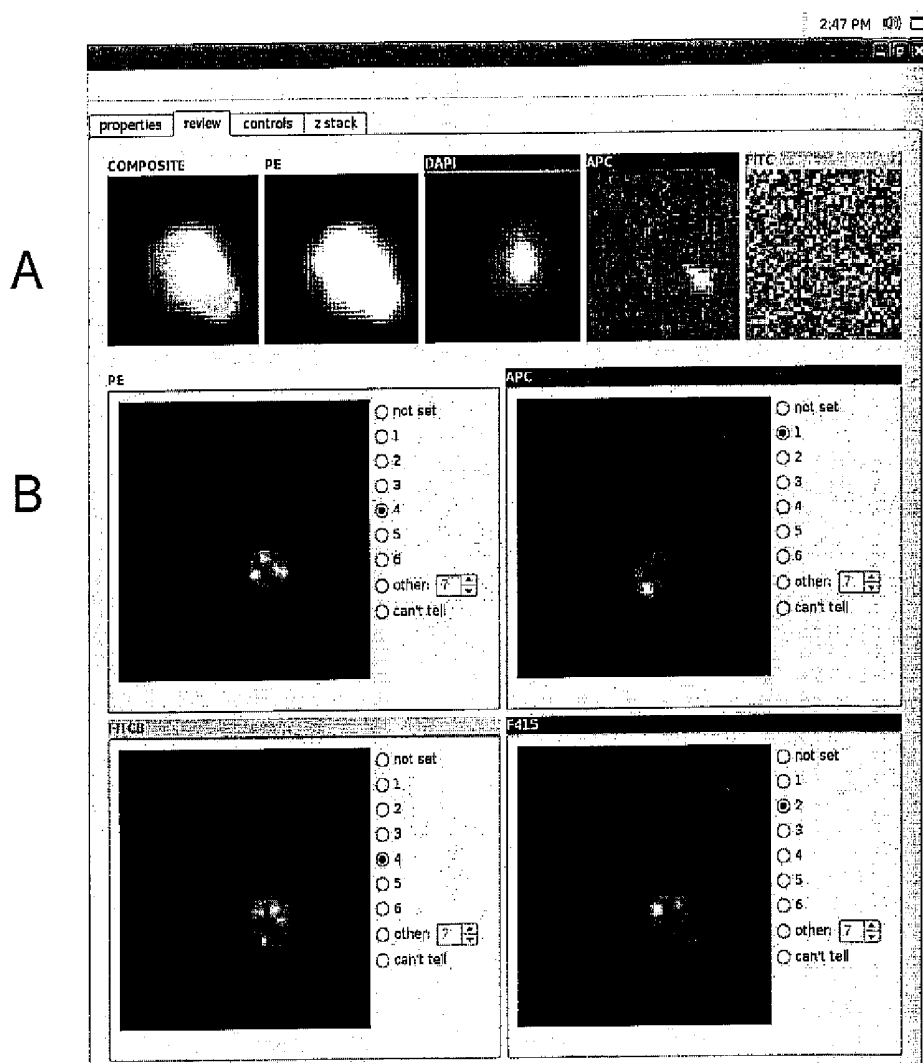 2:47 PM
properties review controls z stack
COMPOSITE PE DAPI APC FITC
A
PE
not set
1
2
3
4
5
6
other: 7
can't tell
APC
not set
1
2
3
4
5
6
other: 7
can't tell
B
FITCB
not set
1
2
3
4
5
6
other: 7
can't tell
F415
not set
1
2
3
4
5
6
other: 7
can't tell